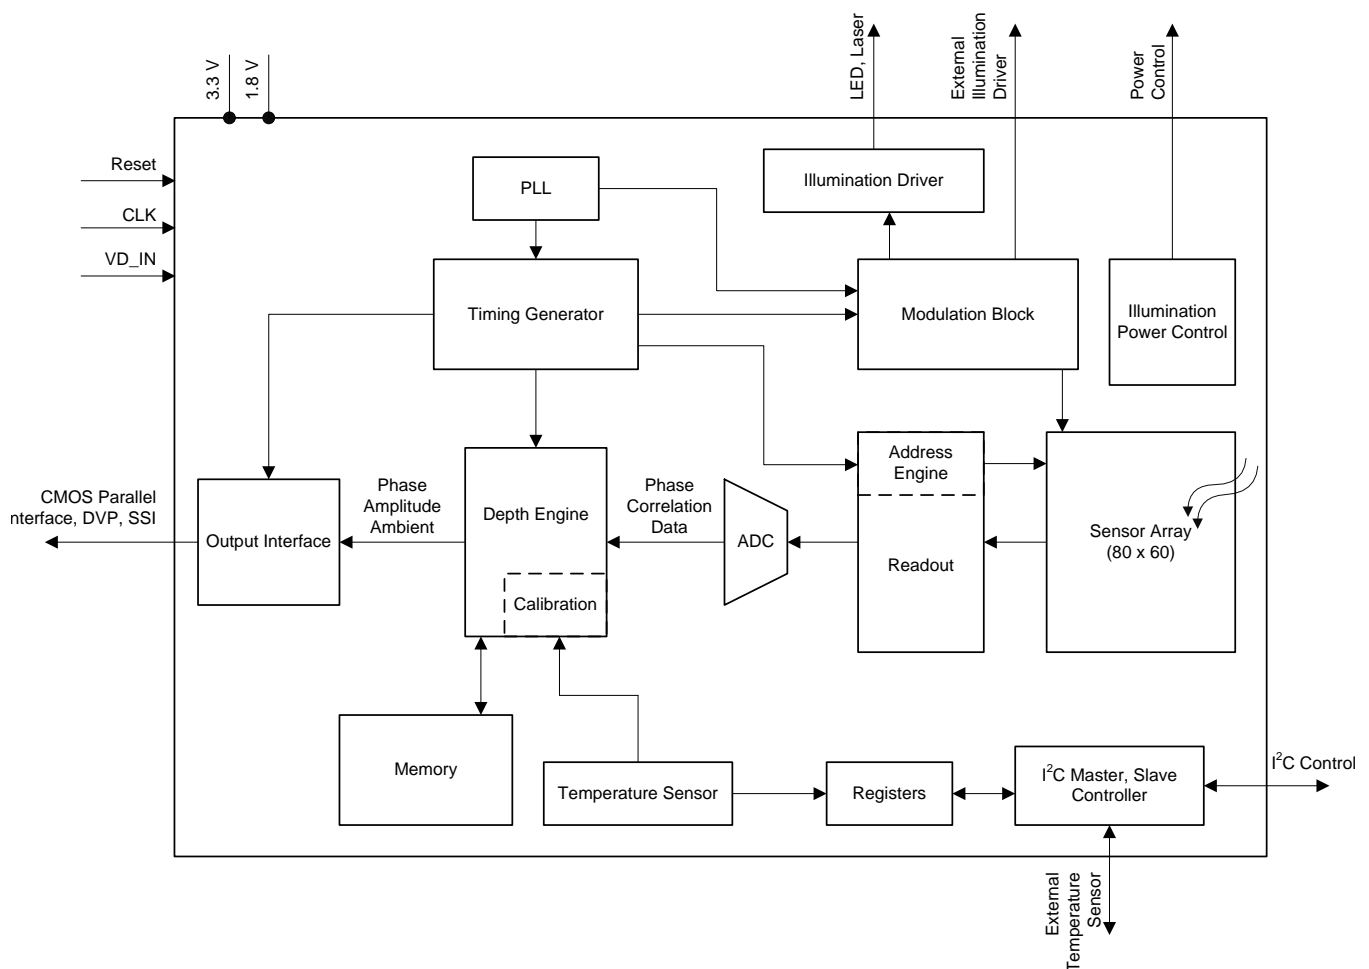 3.3 V
1.8 V
LED, Laser
External
Illumination
Driver
Power
Control
Reset
CLK
VD_IN
PLL
Illumination Driver
Timing Generator
Modulation Block
Illumination
Power Control
CMOS Parallel
nterface, DVP, SSI
Output Interface
Phase
Amplitude
Ambient
Depth Engine
Calibration
Phase
Correlation
Data
ADC
Address
Engine
Readout
Sensor Array
(80 x 60)
Memory
Temperature Sensor
Registers
I²C Master, Slave
Controller
I²C Control
External
Temperature
Sensor